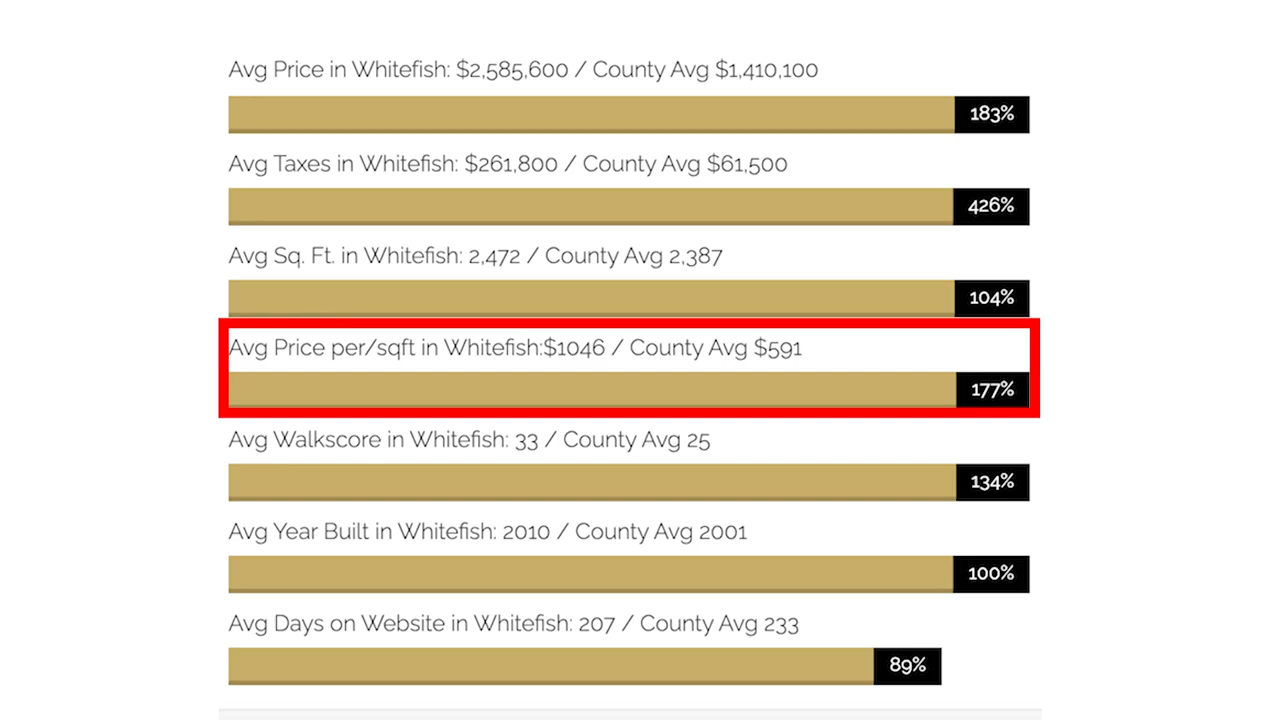 Avg Price in Whitefish: $2,585,600 / County Avg $1,410,100
183%
Avg Taxes in Whitefish: $261,800 / County Avg $61,500
426%
Avg Sq. Ft. in Whitefish: 2,472 / County Avg 2,387
104%
Avg Price per/sqft in Whitefish:$1046 / County Avg $591
177%
Avg Walkscore in Whitefish: 33 / County Avg 25
134%
Avg Year Built in Whitefish: 2010 / County Avg 2001
100%
Avg Days on Website in Whitefish: 207 / County Avg 233
89%